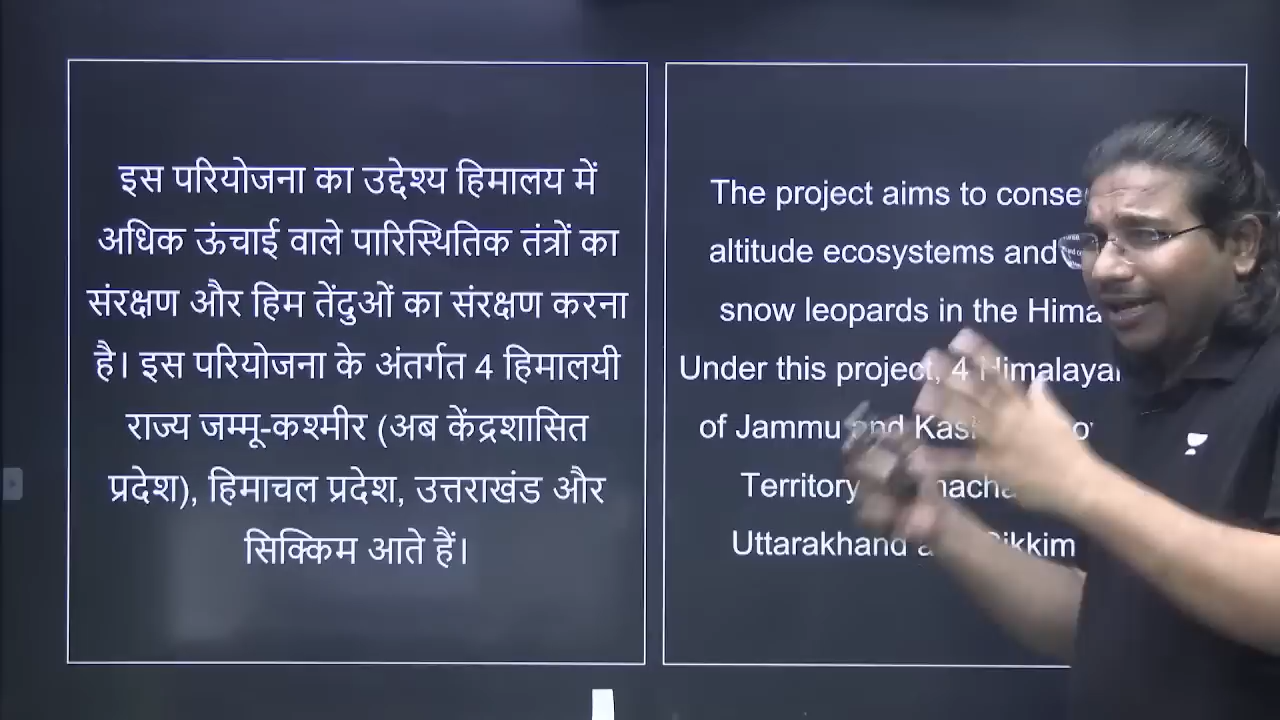 इस परियोजना का उद्देश्य हिमालय में
अधिक ऊंचाई वाले पारिस्थितिक तंत्रों का
संरक्षण और हिम तेंदुओं का संरक्षण करना
है। इस परियोजना के अंतर्गत 4 हिमालयी
राज्य जम्मू-कश्मीर (अब केंद्रशासित
प्रदेश), हिमाचल प्रदेश, उत्तराखंड और
सिक्किम आते हैं।
The project aims to
altitude ecosystems and
snow leopards in the
Under this project, 4
of Jammu and
Territory
Uttarakhand Sikkim